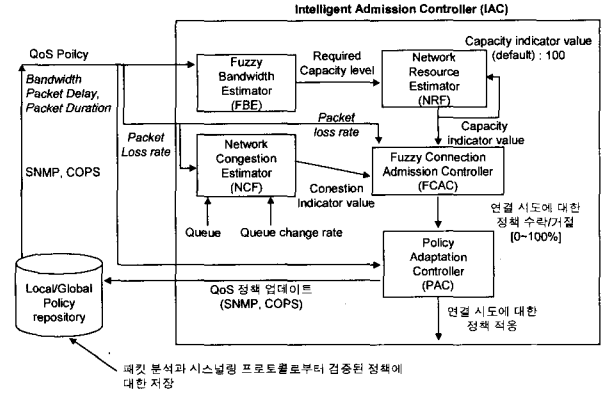 Intelligent Admission Controller (IAC)
QoS Poilcy
Bandwidth
Packet Delay,
Packet Duration
Fuzzy
Bandwidth
Estimator
(FBE)
Required
Capacity level
Network
Resource
Estimator
(NRF)
Capacity indicator value
(default) : 100
Packet
Loss rate
Packet
loss rate
Capacity
indicator value
SNMP, COPS
Network
Congestion
Estimator
(NCF)
Conestion
Indicator value
Fuzzy Connection
Admission Controller
(FCAC)
Queue
Queue change rate
연결 시도에 대한
정책 수락/거절
[0~100%]
Policy
Adaptation
Controller
(PAC)
QoS 정책 업데이트
(SNMP, COPS)
Local/Global
Policy
repository
연결 시도에 대한
정책 적응
패킷 분석과 시스널링 프로토콜로부터 검증된 정책에
대한 저장